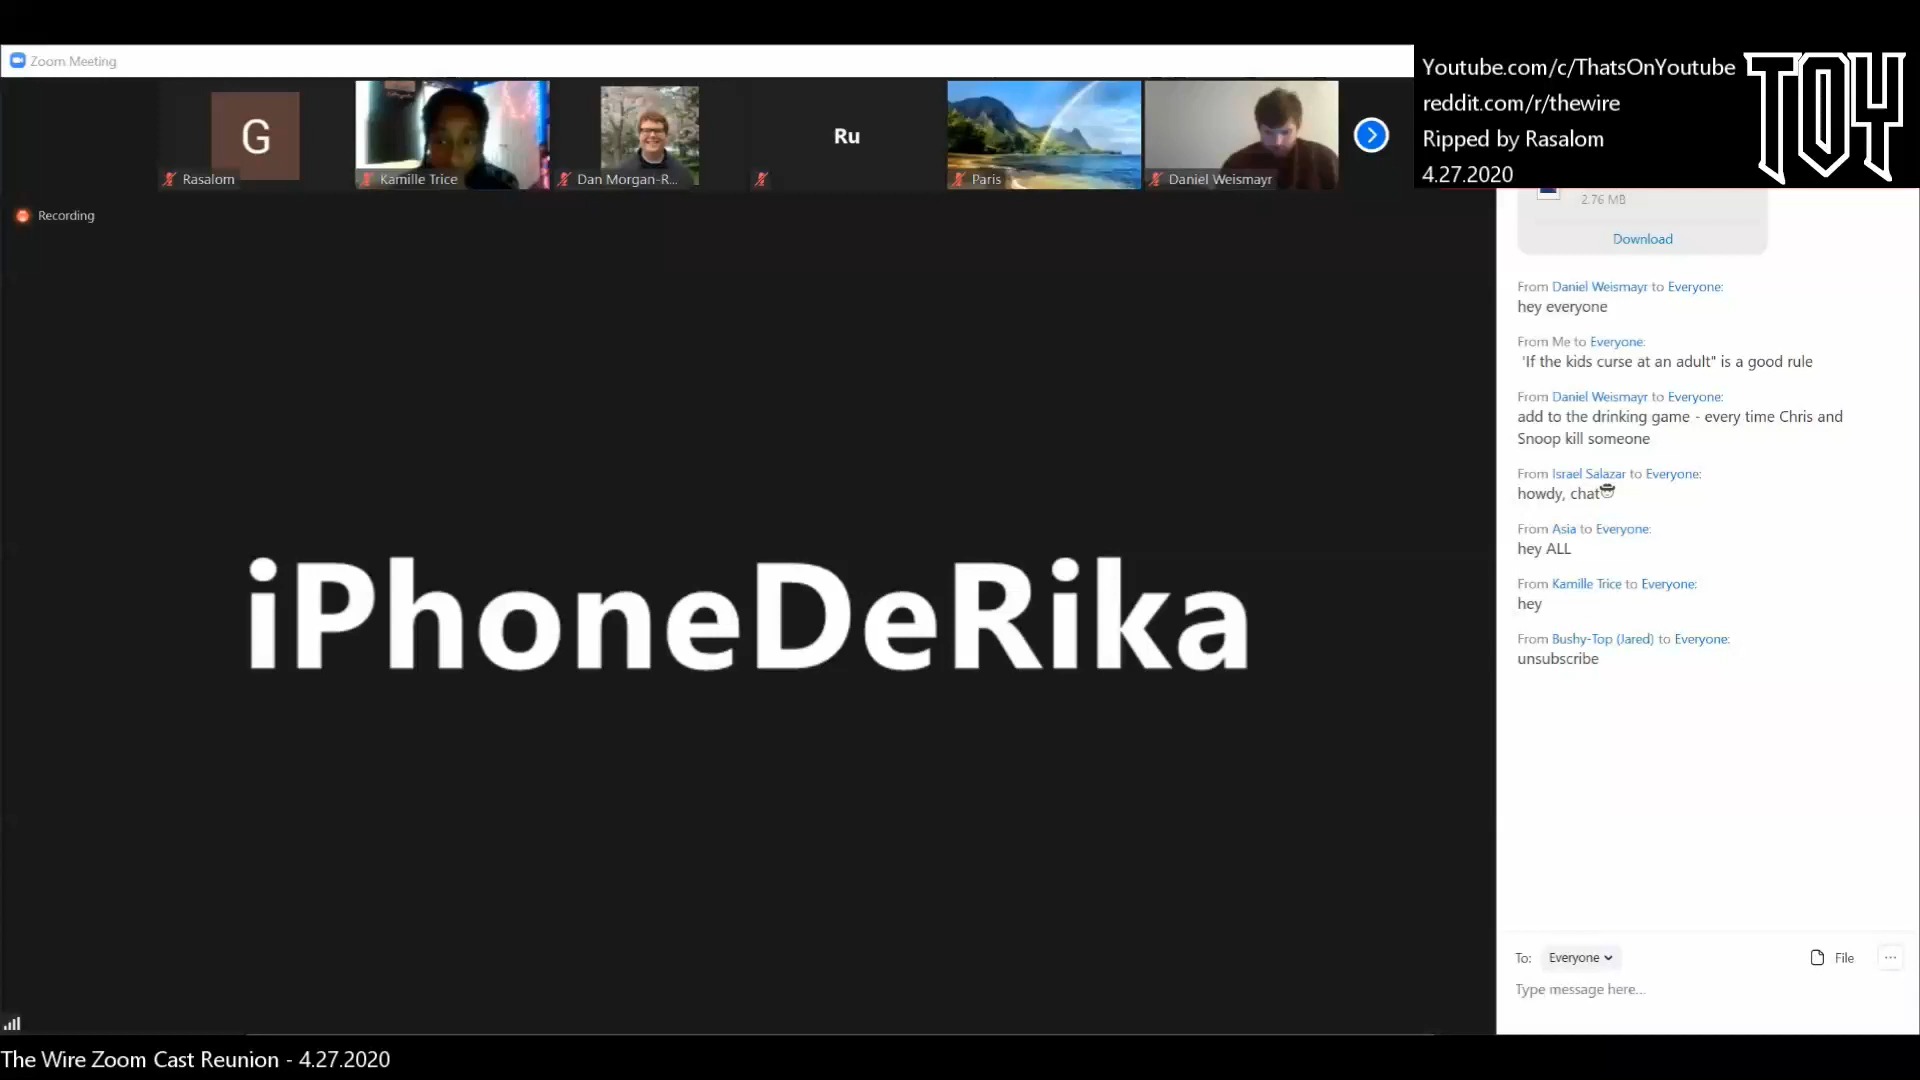 Zoom Meeting
Youtube.com/c/ThatsOnYoutube
reddit.com/r/thewire
Ripped by Rasalom
4.27.2020
TOY
G
Ru
Rasalom
Kamille Trice
Dan Morgan-R...
Paris
Daniel Weismayr
Recording
2.76 MB
Download
From Daniel Weismayr to Everyone:
hey everyone
From Me to Everyone:
'If the kids curse at an adult" is a good rule
From Daniel Weismayr to Everyone:
add to the drinking game - every time Chris and
Snoop kill someone
From Israel Salazar to Everyone:
howdy, chat🤠
From Asia to Everyone:
hey ALL
From Kamille Trice to Everyone:
hey
From Bushy-Top (Jared) to Everyone:
unsubscribe
iPhoneDeRika
To: Everyone
File
...
Type message here...
The Wire Zoom Cast Reunion - 4.27.2020